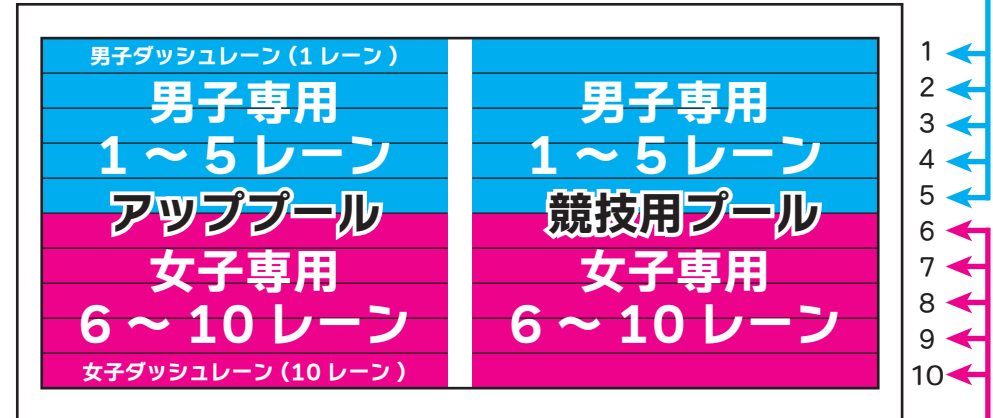 男子ダッシュレーン（1 レーン ）
男子専用
1 ～ 5 レーン
アッププール
女子専用
6 ～ 10 レーン
女子ダッシュレーン（10 レーン ）
男子専用
1 ～ 5 レーン
競技用プール
女子専用
6 ～ 10 レーン
1
2
3
4
5
6
7
8
9
10